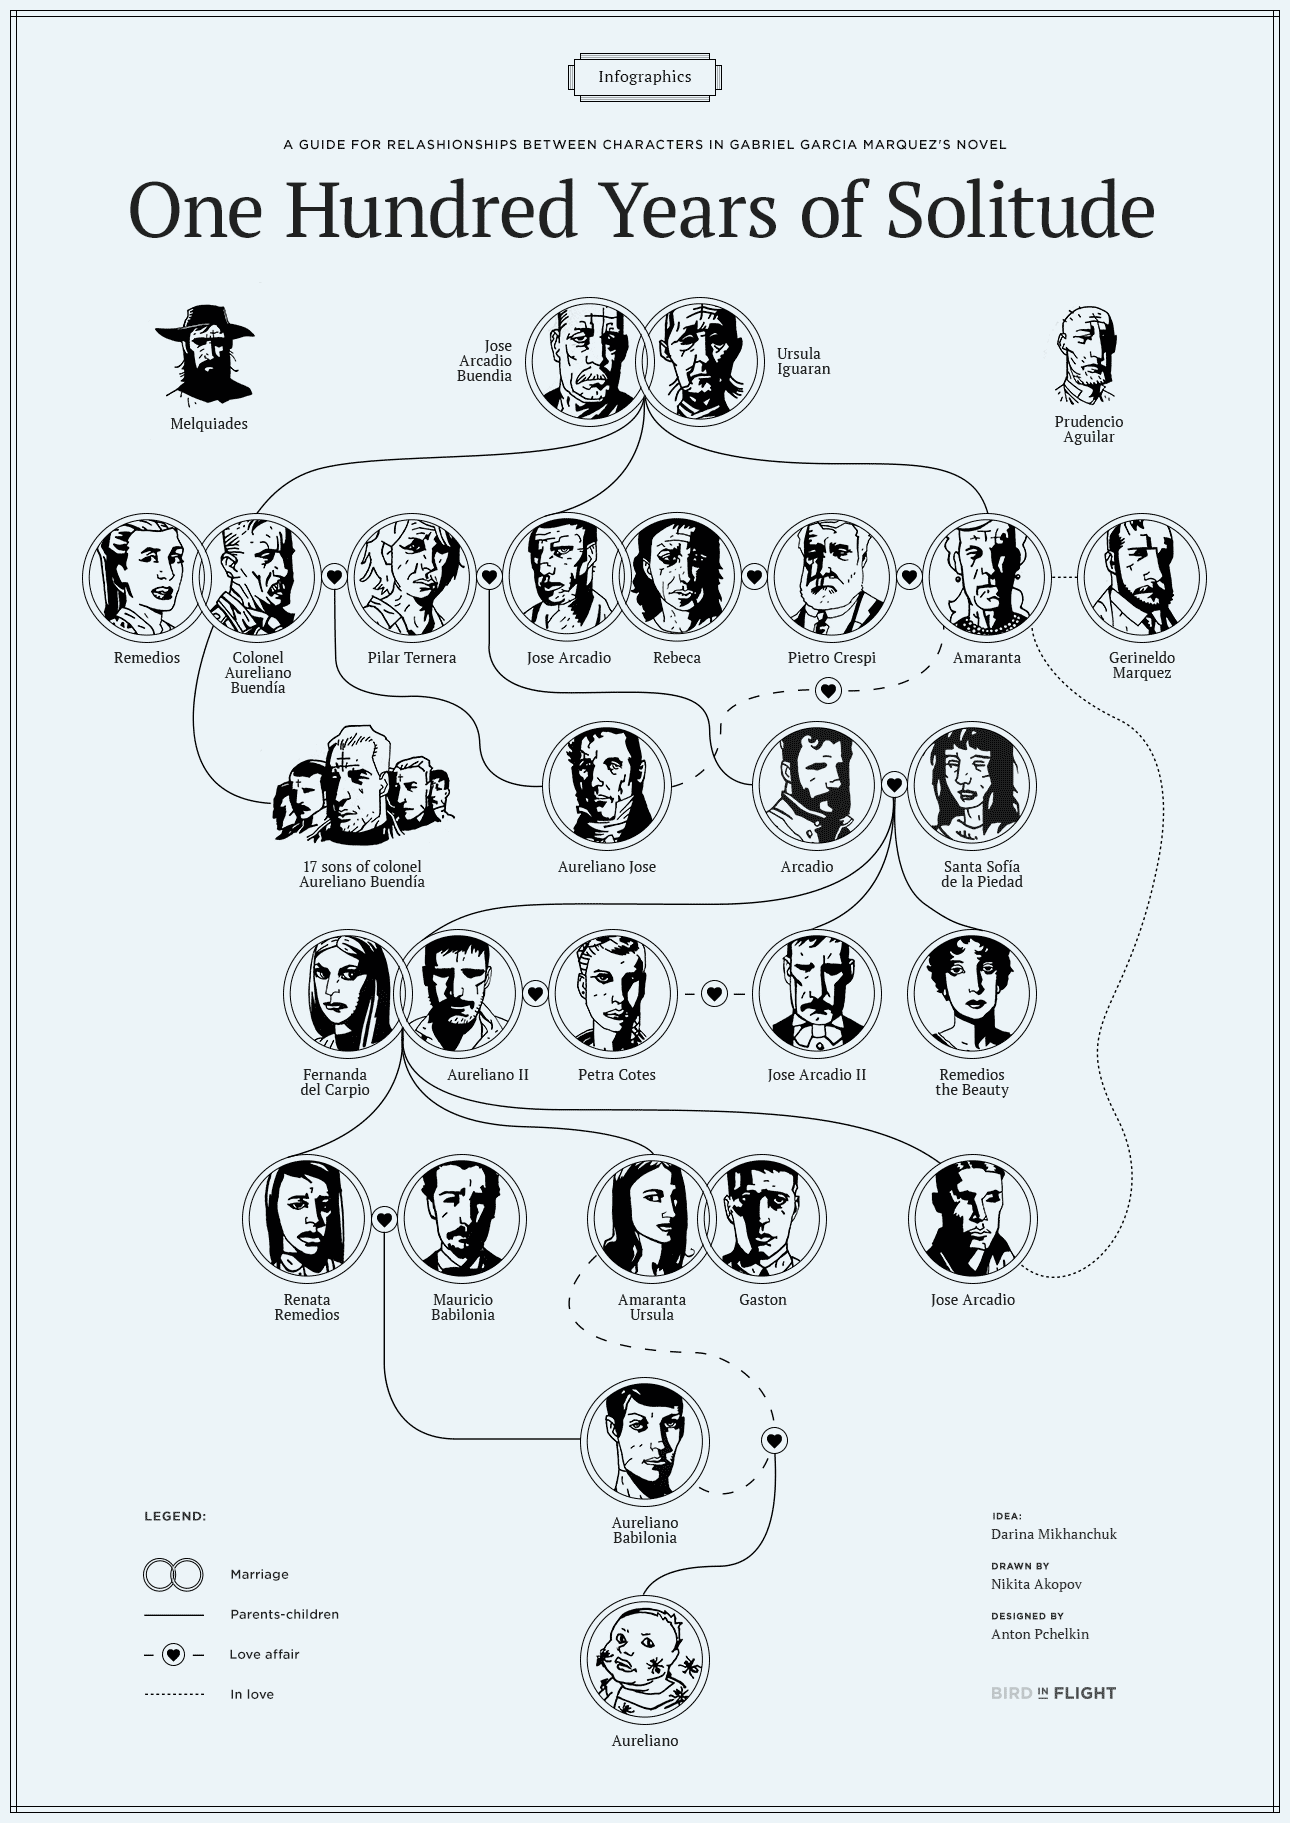 Infographics
A GUIDE FOR RELASHIONSHIPS BETWEEN CHARACTERS IN GABRIEL GARCIA MARQUEZ'S NOVEL
One Hundred Years of Solitude
Melquiades
Jose
Arcadio
Buendia
Ursula
Iguaran
Prudencio
Aguilar
Remedios
Colonel
Aureliano
Buendía
Pilar Ternera
Jose Arcadio
Rebeca
Pietro Crespi
Amaranta
Gerineldo
Marquez
17 sons of colonel
Aureliano Buendía
Aureliano Jose
Arcadio
Santa Sofía
de la Piedad
Fernanda
del Carpio
Aureliano II
Petra Cotes
Jose Arcadio II
Remedios
the Beauty
Renata
Remedios
Mauricio
Babilonia
Amaranta
Ursula
Gaston
Jose Arcadio
Aureliano
Babilonia
Aureliano
LEGEND:
Marriage
Parents-children
Love affair
In love
IDEA:
Darina Mikhanchuk
DRAWN BY
Nikita Akopov
DESIGNED BY
Anton Pchelkin
BIRD IN FLIGHT